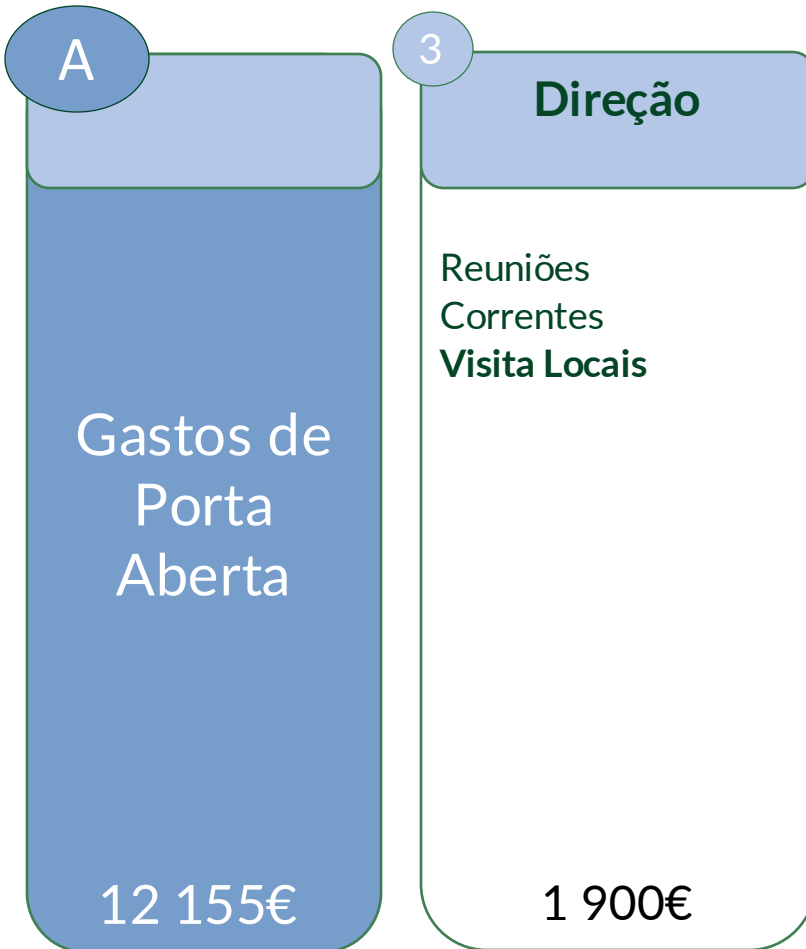 A
Gastos de
Porta
Aberta
12 155€
3
Direção
Reuniões
Correntes
Visita Locais
1 900€